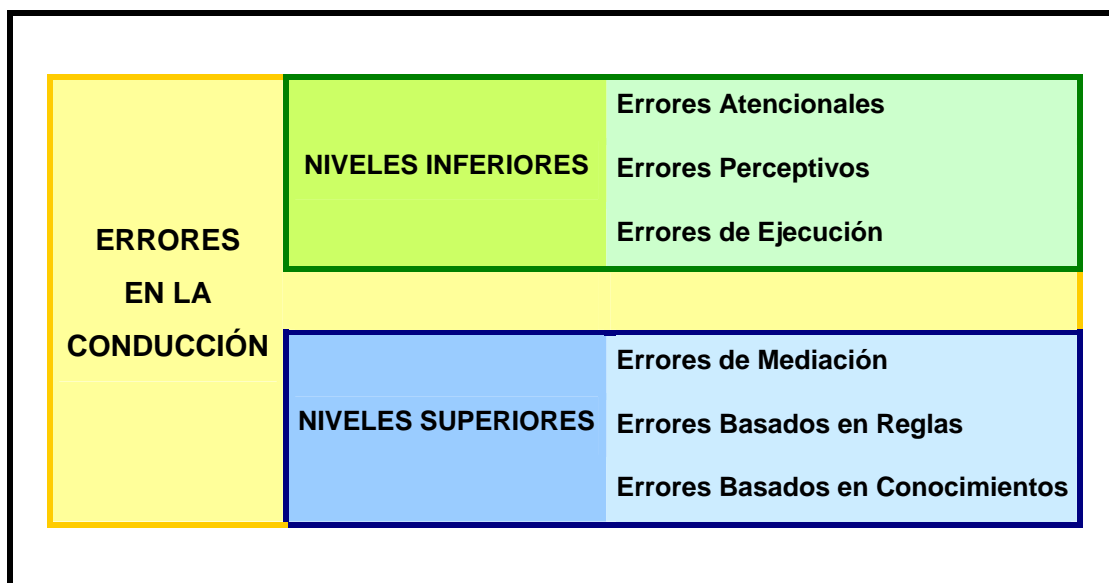 ERRORES
EN LA
CONDUCCIÓN
NIVELES INFERIORES
Errores Atencionales
Errores Perceptivos
Errores de Ejecución
NIVELES SUPERIORES
Errores de Mediación
Errores Basados en Reglas
Errores Basados en Conocimientos